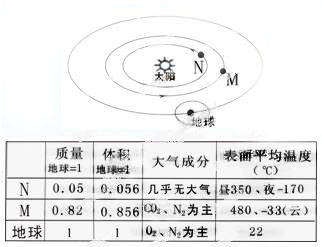 太阳
N
M
地球
质量 地球=1 体积 地球=1 大气成分 表面平均温度 (℃)
N 0.05 0.056 几乎无大气 昼350、夜-170
M 0.82 0.856 CO₂、N₂为主 480、-33(云)
地球 1 1 O₂、N₂为主 22